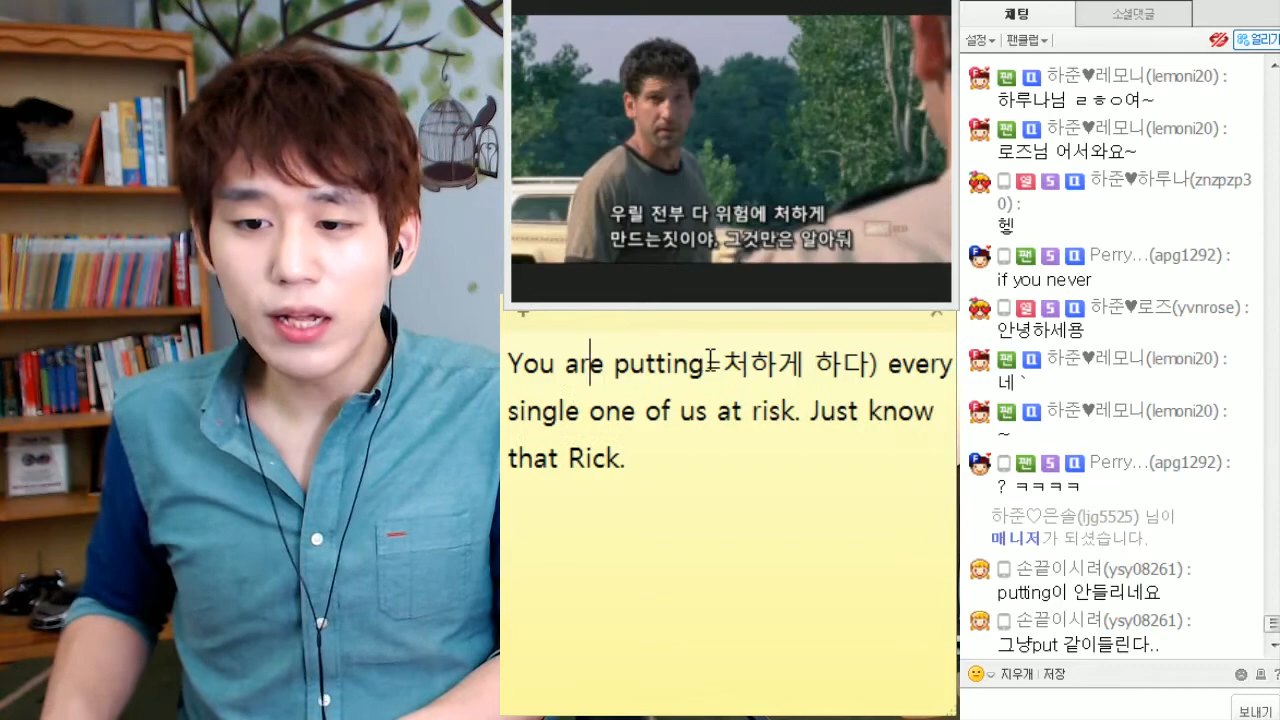 우릴 전부 다 위험에 처하게
만드는짓이야. 그것만은 알아둬
You are putting=처하게 하다) every
single one of us at risk. Just know
that Rick.
채팅
소셜댓글
설정
팬클럽
얼리기
하준♥레모니(lemoni20) :
하루나님 ㄹㅎㅇ여~
하준♥레모니(lemoni20) :
로즈님 어서와요~
하준♥하루나(znzpzp3
0) :
헿
Perry...(apg1292) :
if you never
하준♥로즈(yvnrose) :
안녕하세용
하준♥레모니(lemoni20) :
네 `
하준♥레모니(lemoni20) :
~
Perry...(apg1292) :
? ㅋㅋㅋㅋ
하준♡은솔(ljg5525) 님이
매니저가 되셨습니다.
손끝이시려(ysy08261) :
putting이 안들리네요
손끝이시려(ysy08261) :
그냥put 같이들린다..
지우개
저장
보내기